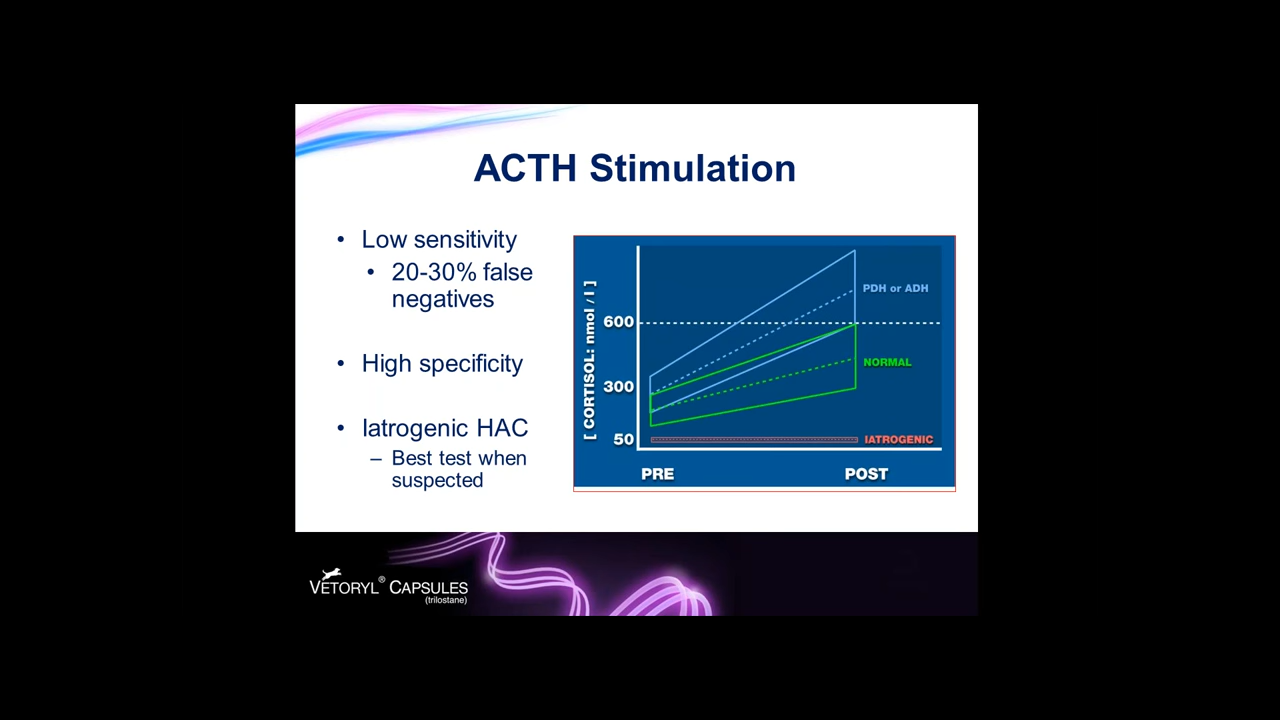 ACTH Stimulation
• Low sensitivity
• 20-30% false
negatives
• High specificity
• Iatrogenic HAC
– Best test when
suspected
[ CORTISOL: nmol / l ]
600
300
50
PDH or ADH
NORMAL
IATROGENIC
PRE
POST
VETORYL® CAPSULES
(trilostane)